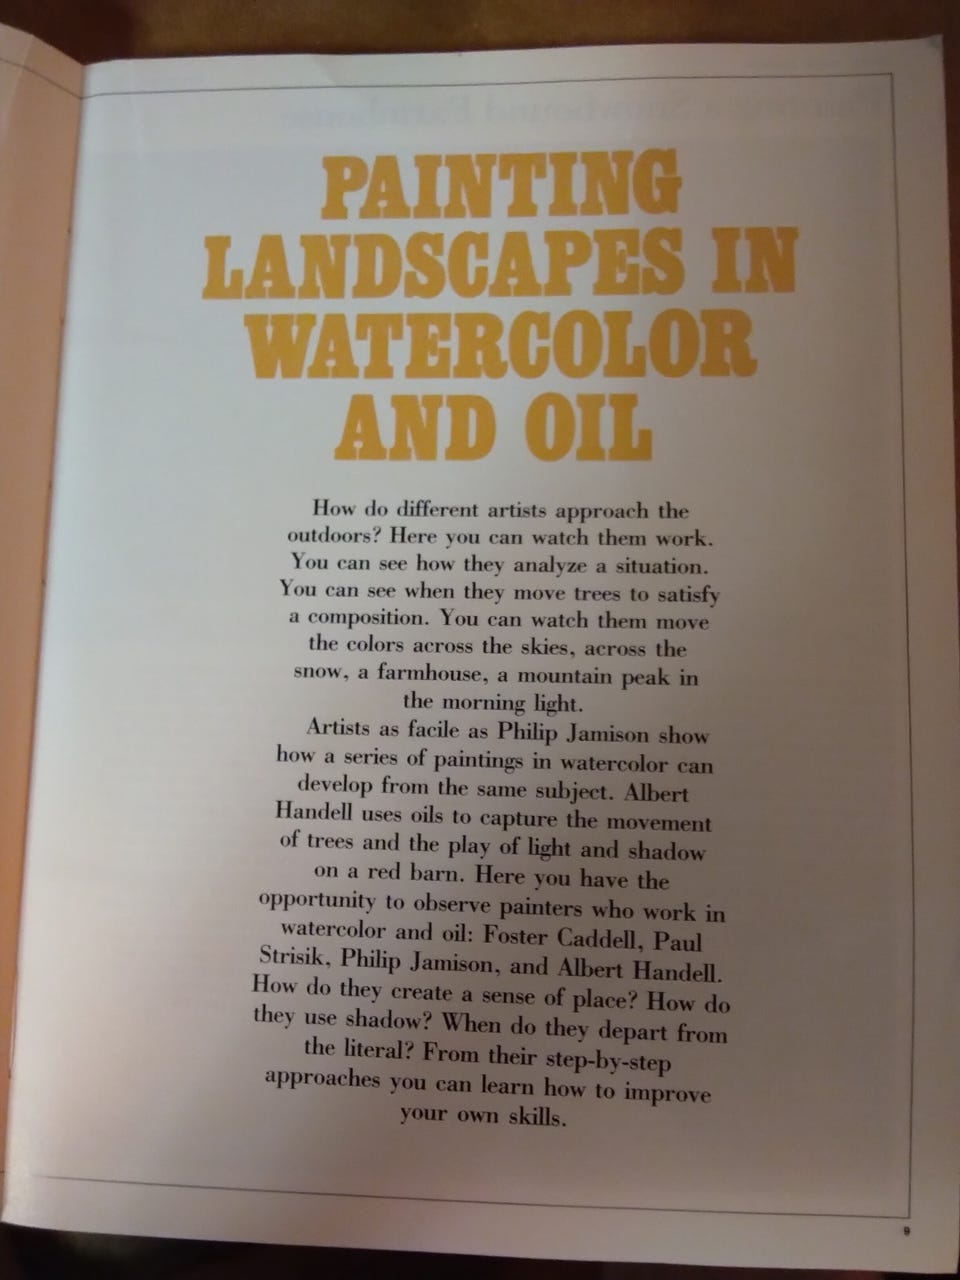 PAINTING
LANDSCAPES IN
WATERCOLOR
AND OIL
How do different artists approach the
outdoors? Here you can watch them work.
You can see how they analyze a situation.
You can see when they move trees to satisfy
a composition. You can watch them move
the colors across the skies, across the
snow, a farmhouse, a mountain peak in
the morning light.
Artists as facile as Philip Jamison show
how a series of paintings in watercolor can
develop from the same subject. Albert
Handell uses oils to capture the movement
of trees and the play of light and shadow
on a red barn. Here you have the
opportunity to observe painters who work in
watercolor and oil: Foster Caddell, Paul
Strisik, Philip Jamison, and Albert Handell.
How do they create a sense of place? How do
they use shadow? When do they depart from
the literal? From their step-by-step
approaches you can learn how to improve
your own skills.
9